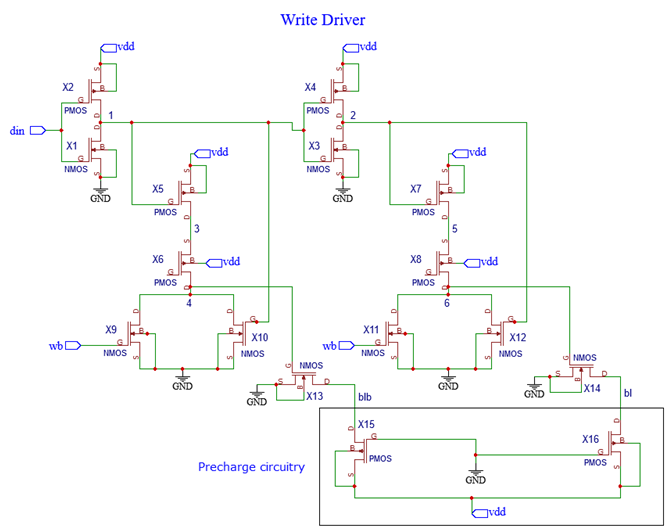 Write Driver
vdd
vdd
S
S
X2
B
X4
B
G
G
PMOS
D
PMOS
D
1
2
din
D
D
X1
G
B
X3
G
B
NMOS
S
NMOS
S
vdd
vdd
GND
GND
S
S
X5
B
X7
B
G
G
PMOS
D
PMOS
D
3
5
S
S
X6
B
vdd
X8
B
vdd
G
G
PMOS
D
PMOS
D
4
6
D
D
G
D
D
G
X9
B
B
X10
X11
B
B
X12
wb
G
wb
G
NMOS
S
S
NMOS
NMOS
S
S
NMOS
GND
GND
G
NMOS
G
NMOS
S
D
S
D
B
X13
B
X14
GND
GND
blb
bl
D
X15
G
D
X16
B
B
PMOS
G
PMOS
S
S
GND
Precharge circuitry
vdd